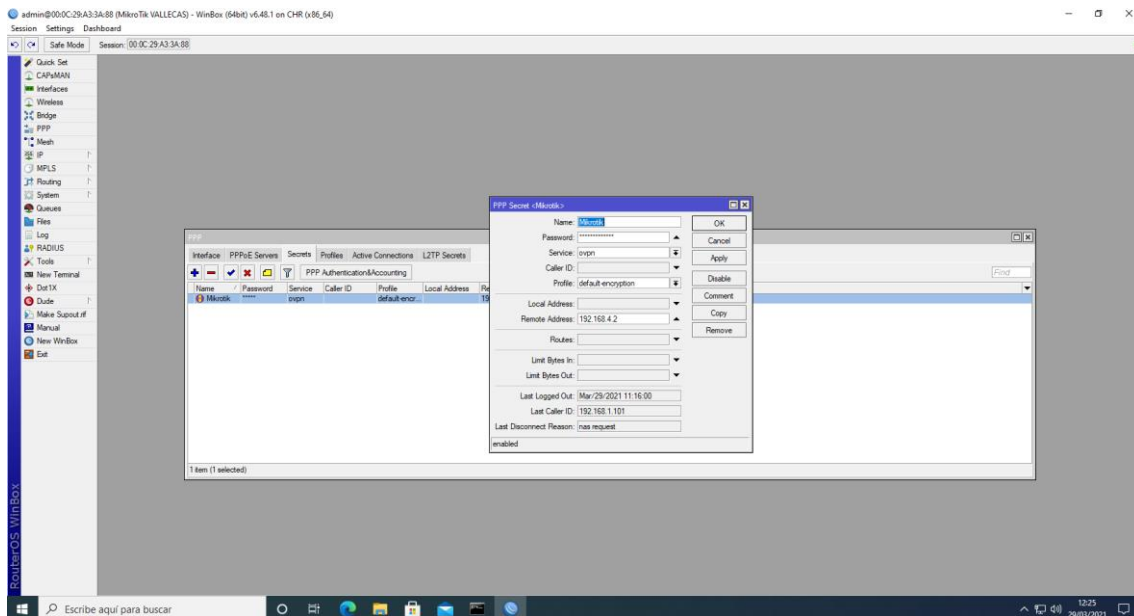 admin@00:0C:29:A3:3A:88 (MikroTik VALLECAS) - WinBox (64bit) v6.48.1 on CHR (x86_64)
Session Settings Dashboard
Safe Mode Session: 00:0C:29:A3:3A:88
Quick Set
CAPsMAN
Interfaces
Wireless
Bridge
PPP
Mesh
IP
MPLS
Routing
System
Queues
Files
Log
RADIUS
Tools
New Terminal
Dot1X
Dude
Make Supout.rif
Manual
New WinBox
Exit
RouterOS WinBox
PPP
Interface PPPoE Servers Secrets Profiles Active Connections L2TP Secrets
PPP Authentication&Accounting Find
Name Password Service Caller ID Profile Local Address Re
Mikrotik ***** ovpn default-encr... 19
1 item (1 selected)
PPP Secret <Mikrotik>
Name: Mikrotik OK
Password: ************* Cancel
Service: ovpn Apply
Caller ID:
Profile: default-encryption Disable
Comment
Local Address:
Remote Address: 192.168.4.2 Copy
Remove
Routes:
Limit Bytes In:
Limit Bytes Out:
Last Logged Out: Mar/29/2021 11:16:00
Last Caller ID: 192.168.1.101
Last Disconnect Reason: nas request
enabled
Escribe aquí para buscar
12:25
29/03/2021